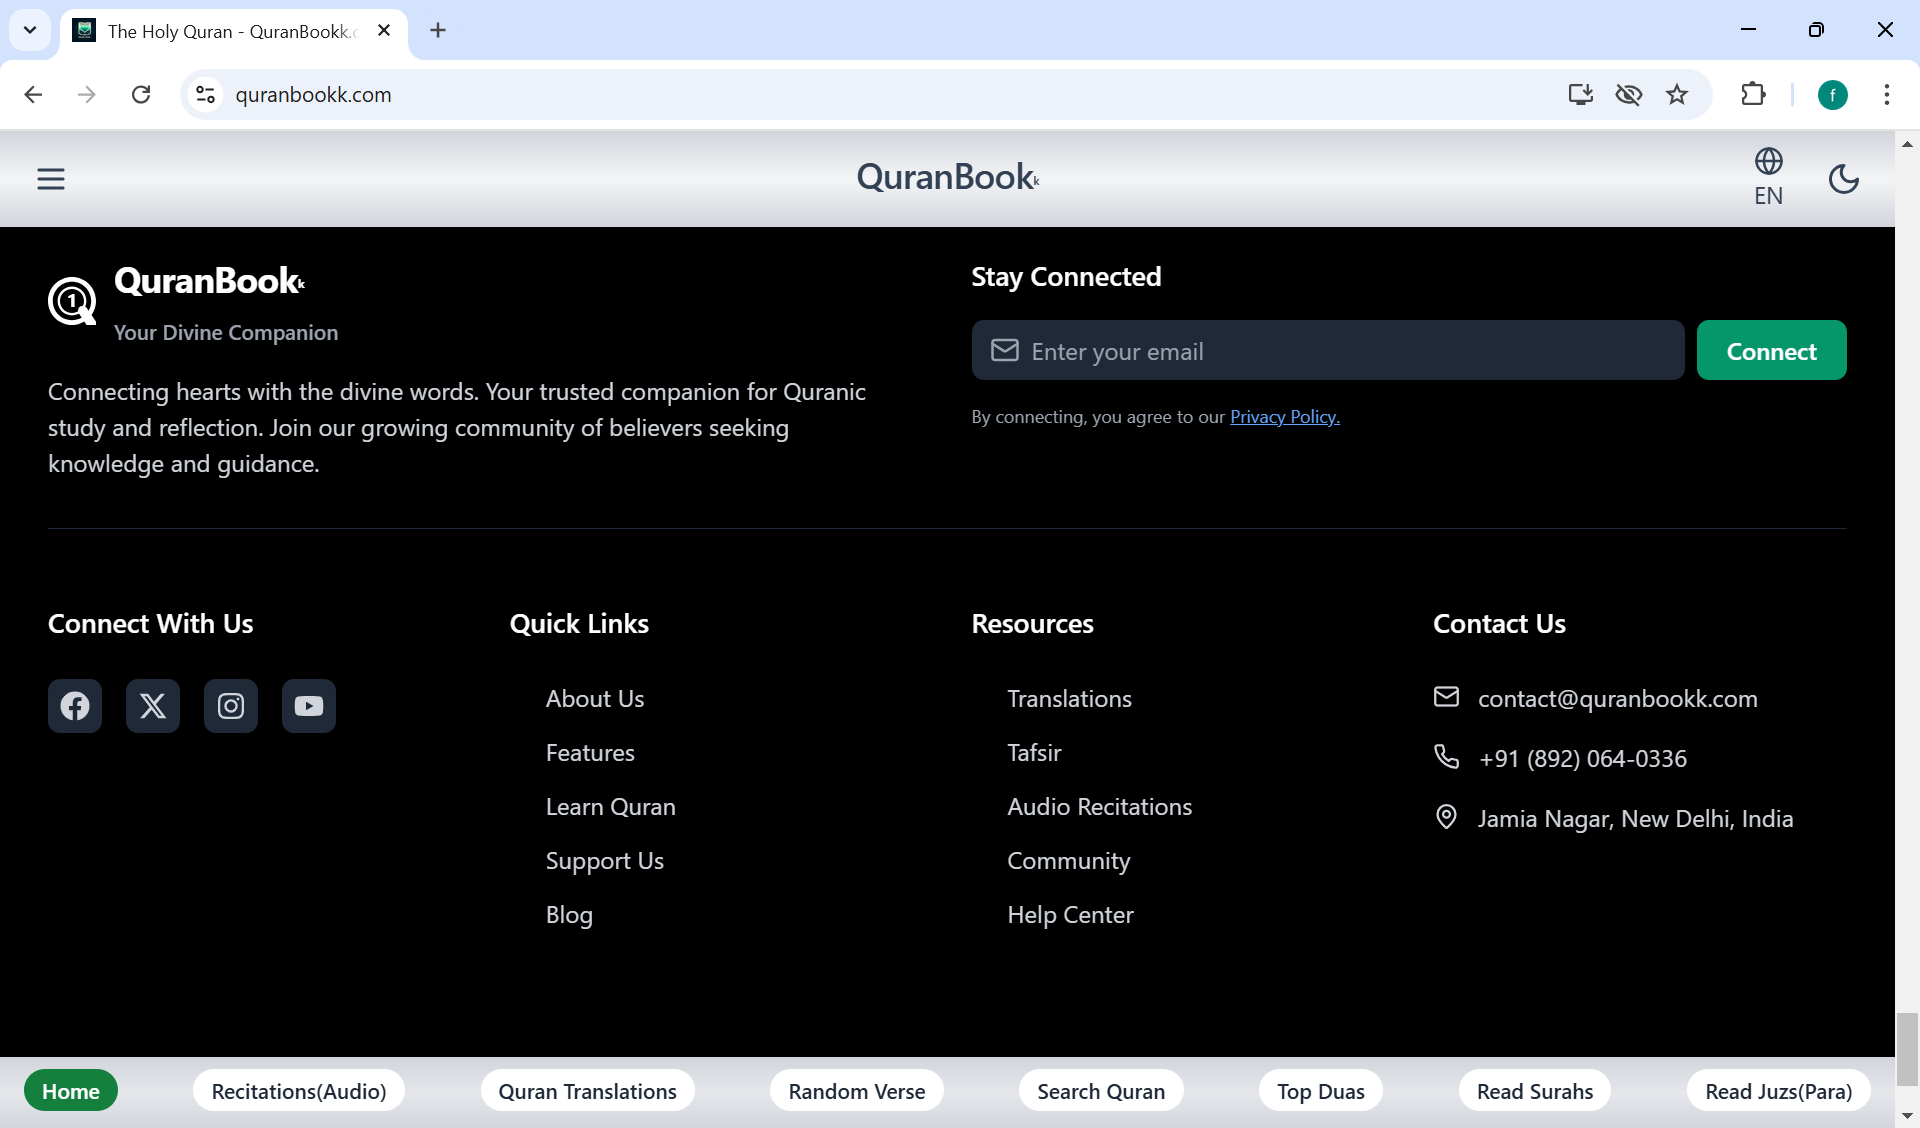 The Holy Quran - QuranBookk.c
quranbookk.com
f
QuranBookk
EN
1
QuranBookk
Your Divine Companion
Connecting hearts with the divine words. Your trusted companion for Quranic
study and reflection. Join our growing community of believers seeking
knowledge and guidance.
Stay Connected
Enter your email
Connect
By connecting, you agree to our Privacy Policy.
Connect With Us
Quick Links
About Us
Features
Learn Quran
Support Us
Blog
Resources
Translations
Tafsir
Audio Recitations
Community
Help Center
Contact Us
contact@quranbookk.com
+91 (892) 064-0336
Jamia Nagar, New Delhi, India
Home
Recitations(Audio)
Quran Translations
Random Verse
Search Quran
Top Duas
Read Surahs
Read Juzs(Para)